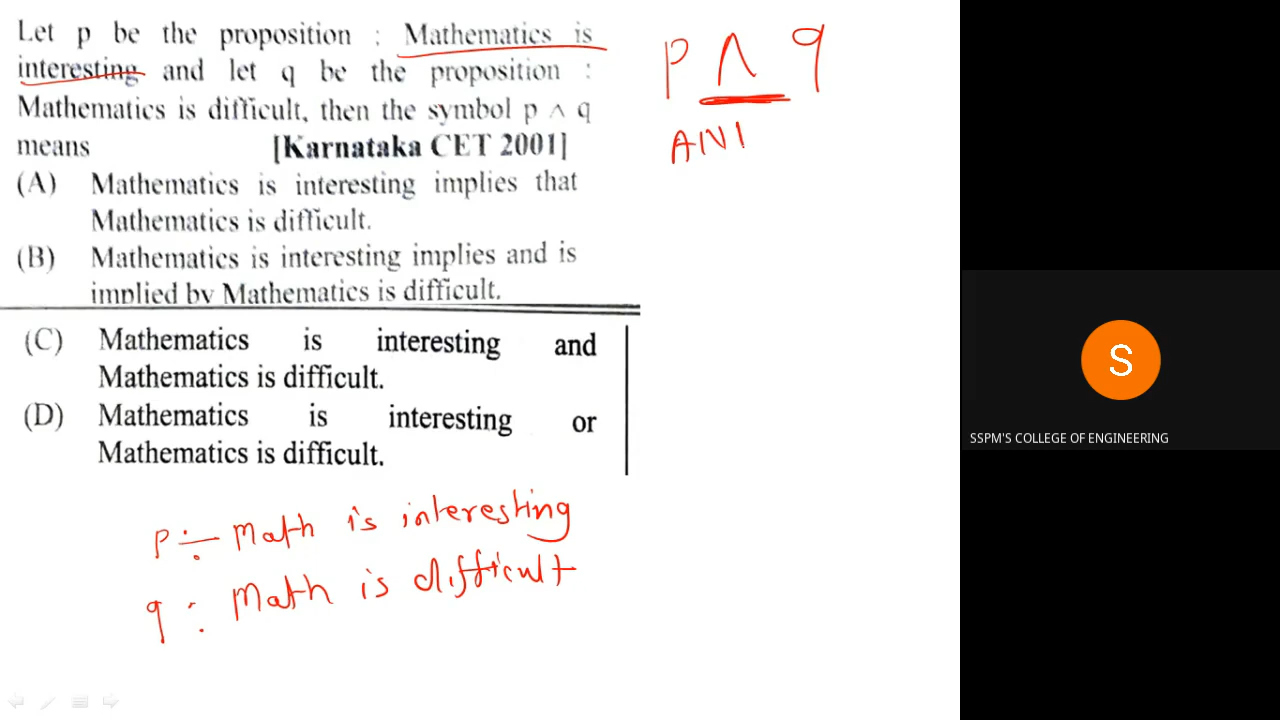 Let p be the proposition : Mathematics is
interesting and let q be the proposition :
Mathematics is difficult, then the symbol p ∧ q
means [Karnataka CET 2001]
(A) Mathematics is interesting implies that
Mathematics is difficult.
(B) Mathematics is interesting implies and is
implied by Mathematics is difficult.
(C) Mathematics is interesting and
Mathematics is difficult.
(D) Mathematics is interesting or
Mathematics is difficult.
p : Math is interesting
q : Math is difficult
p ∧ q
AN
S
SSPM'S COLLEGE OF ENGINEERING